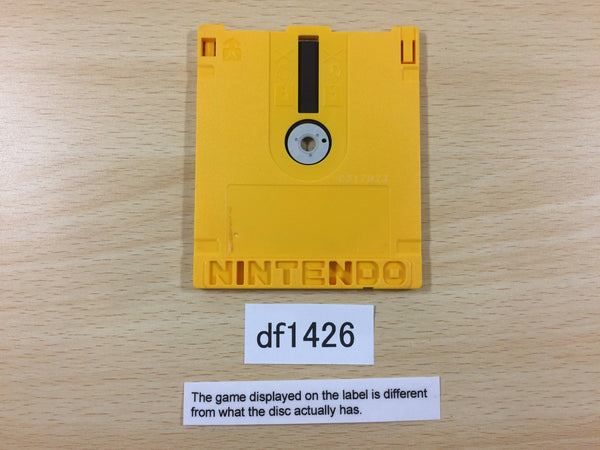 NINTENDO
df1426
The game displayed on the label is different
from what the disc actually has.